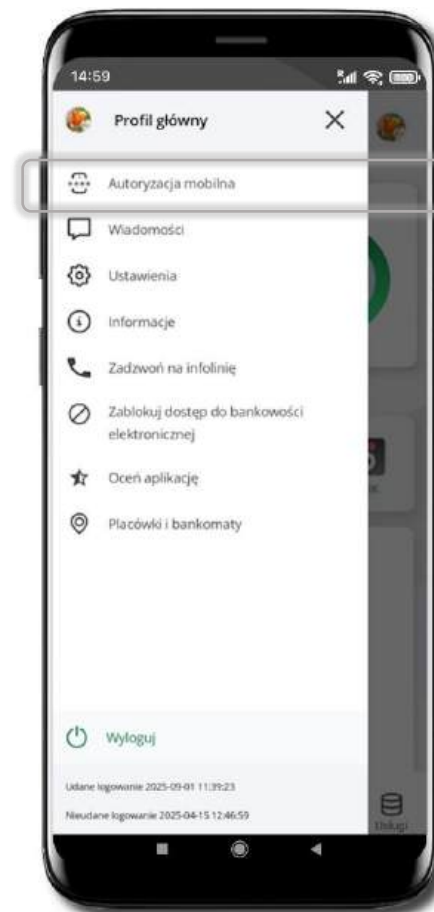 14:59
Profil główny
Autoryzacja mobilna
Wiadomości
Ustawienia
Informacje
Zadzwoń na infolinię
Zablokuj dostęp do bankowości
elektronicznej
Oceń aplikację
Placówki i bankomaty
Wyloguj
Udane logowanie 2025-09-01 11:39:23
Nieudane logowanie 2025-04-15 12:46:59
Usługi